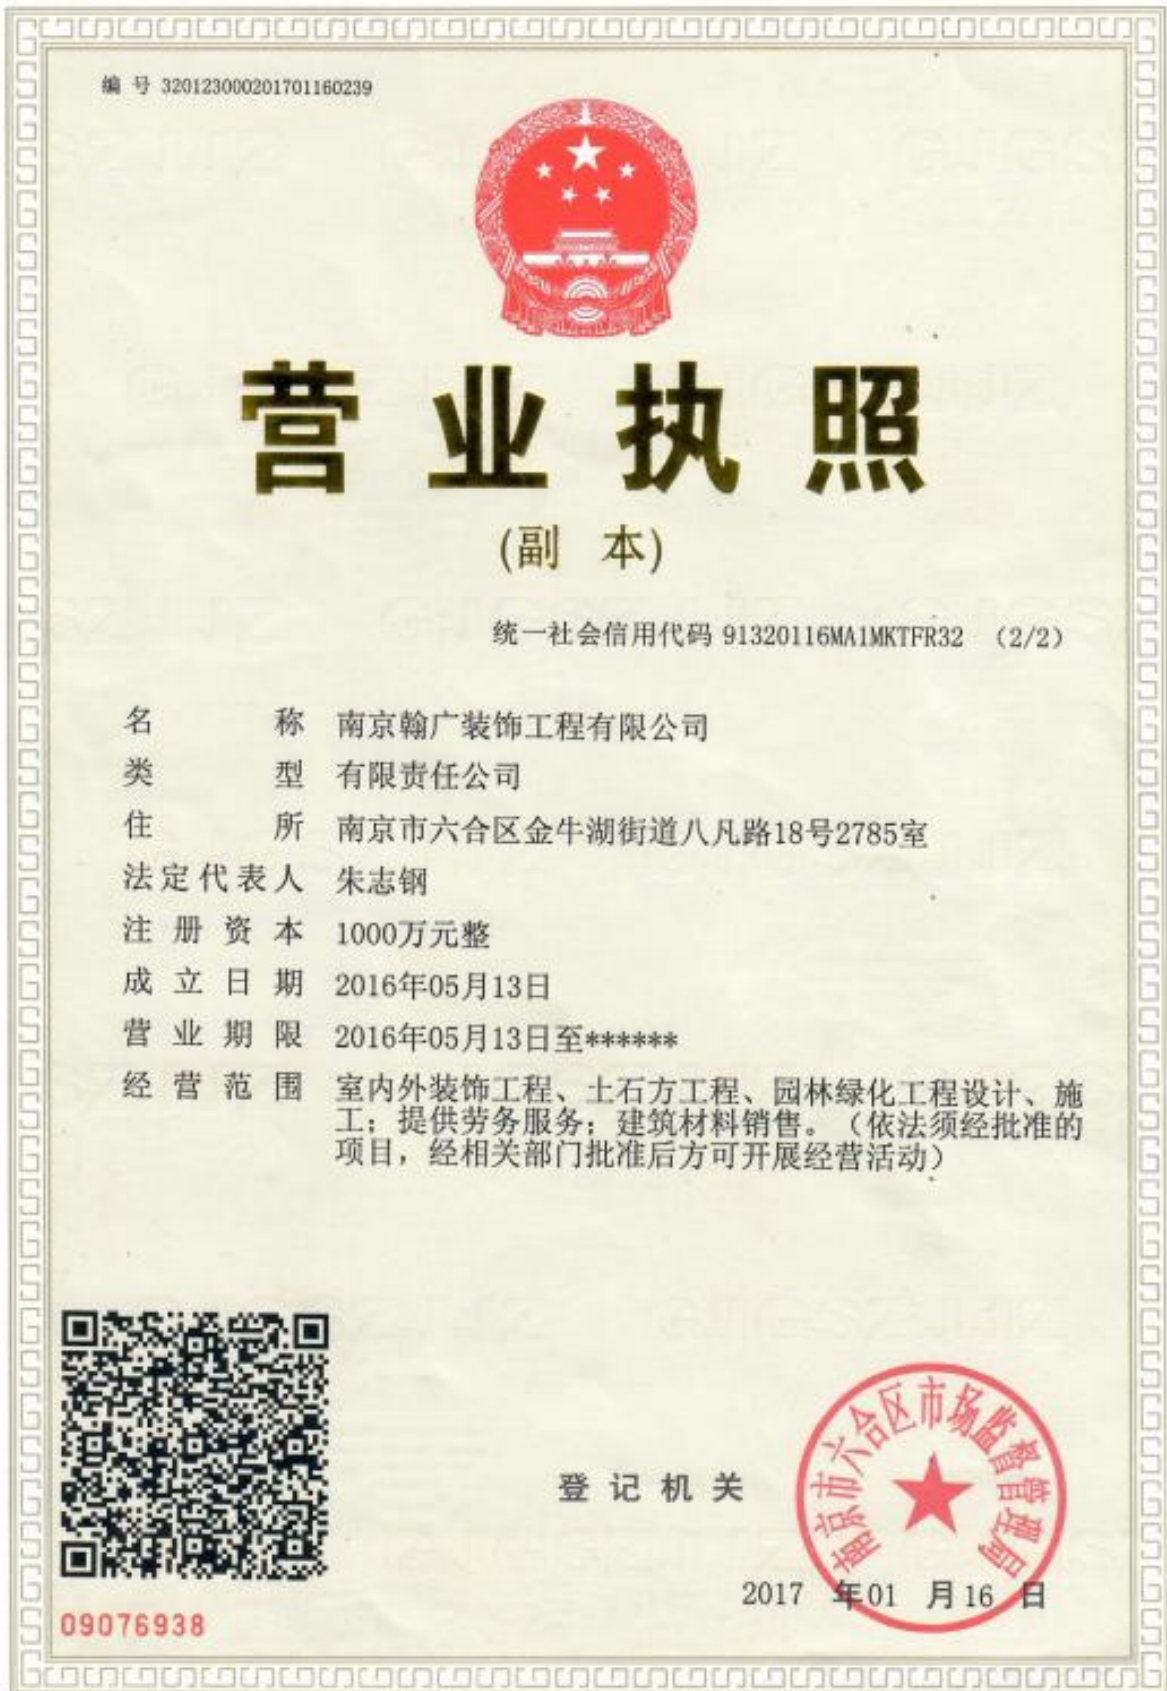 编 号 320123000201701160239
营业执照
(副 本)
统一社会信用代码 91320116MA1MKTFR32 （2/2）
名 称 南京翰广装饰工程有限公司
类 型 有限责任公司
住 所 南京市六合区金牛湖街道八凡路18号2785室
法定代表人 朱志钢
注册资本 1000万元整
成立日期 2016年05月13日
营业期限 2016年05月13日至******
经营范围 室内外装饰工程、土石方工程、园林绿化工程设计、施
工；提供劳务服务；建筑材料销售。（依法须经批准的
项目，经相关部门批准后方可开展经营活动）
南京市六合区市场监督管理局
登记机关
2017 年01 月16 日
09076938